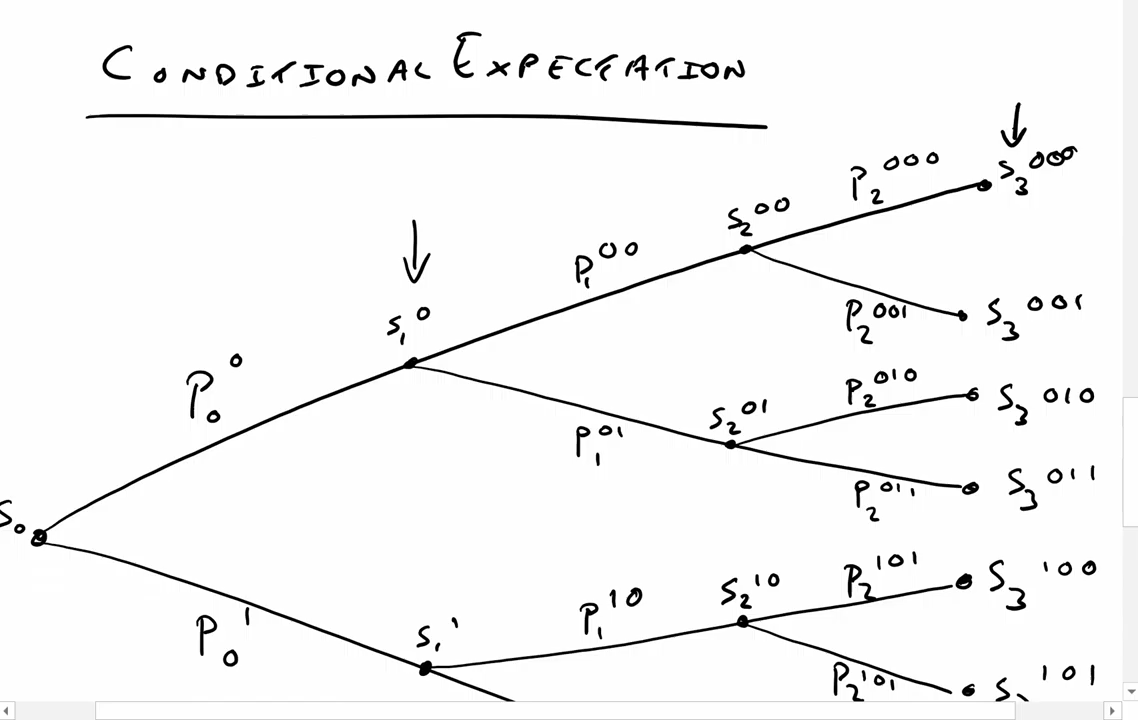 CONDITIONAL EXPECTATION
P₂⁰⁰⁰ S₃⁰⁰⁰
S₂⁰⁰
P₁⁰⁰
P₂⁰⁰¹ S₃⁰⁰¹
S₁⁰
P₀⁰
P₂⁰¹⁰ S₃⁰¹⁰
S₂⁰¹
P₁⁰¹
P₂⁰¹¹ S₃⁰¹¹
S₀
P₂¹⁰¹ S₃¹⁰⁰
S₂¹⁰
P₁¹⁰
P₀¹
S₁¹
P₂¹⁰¹